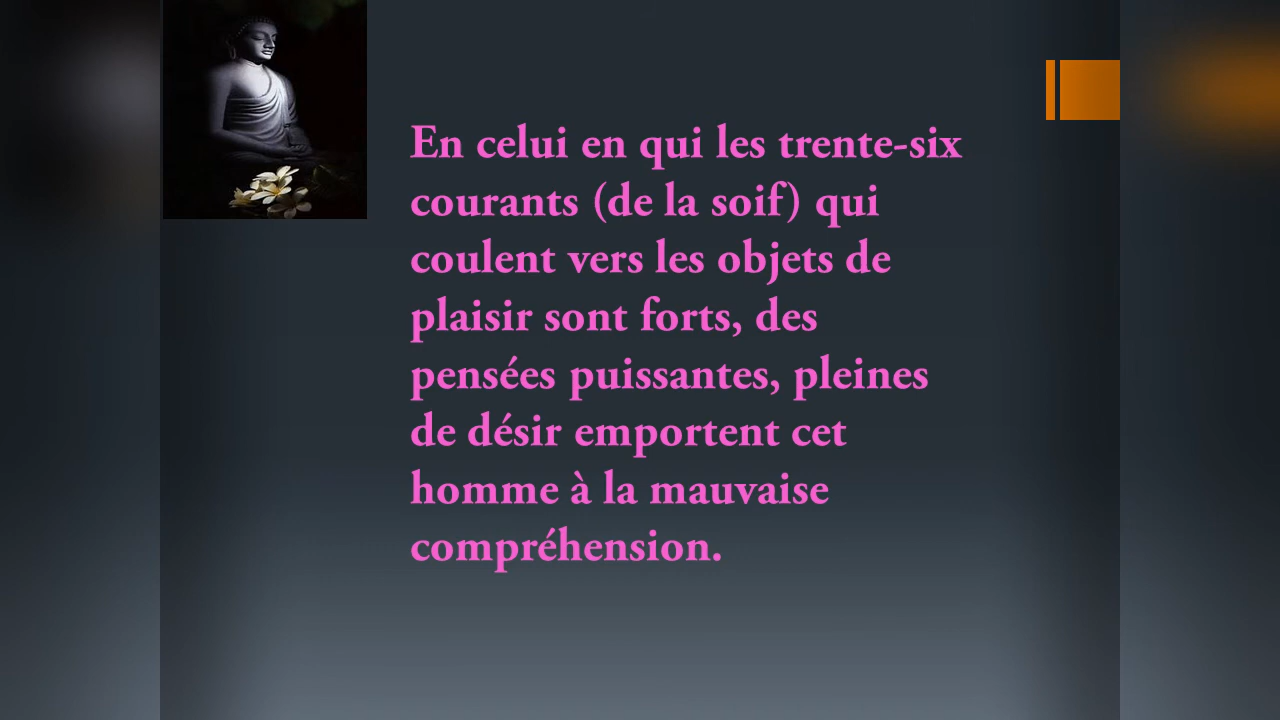 En celui en qui les trente-six
courants (de la soif) qui
coulent vers les objets de
plaisir sont forts, des
pensées puissantes, pleines
de désir emportent cet
homme à la mauvaise
compréhension.